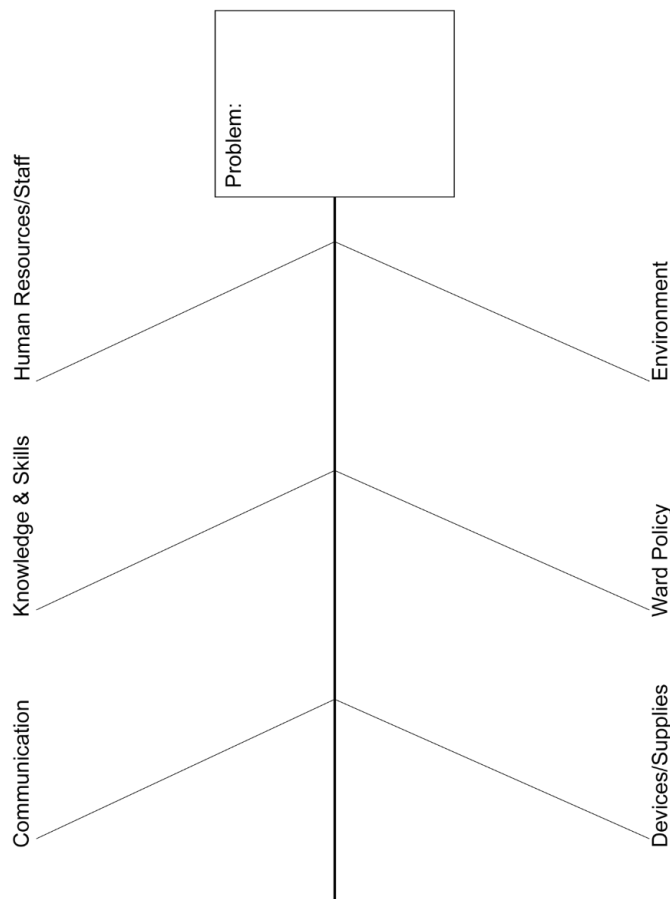 Communication
Knowledge & Skills
Human Resources/Staff
Problem:
Devices/Supplies
Ward Policy
Environment